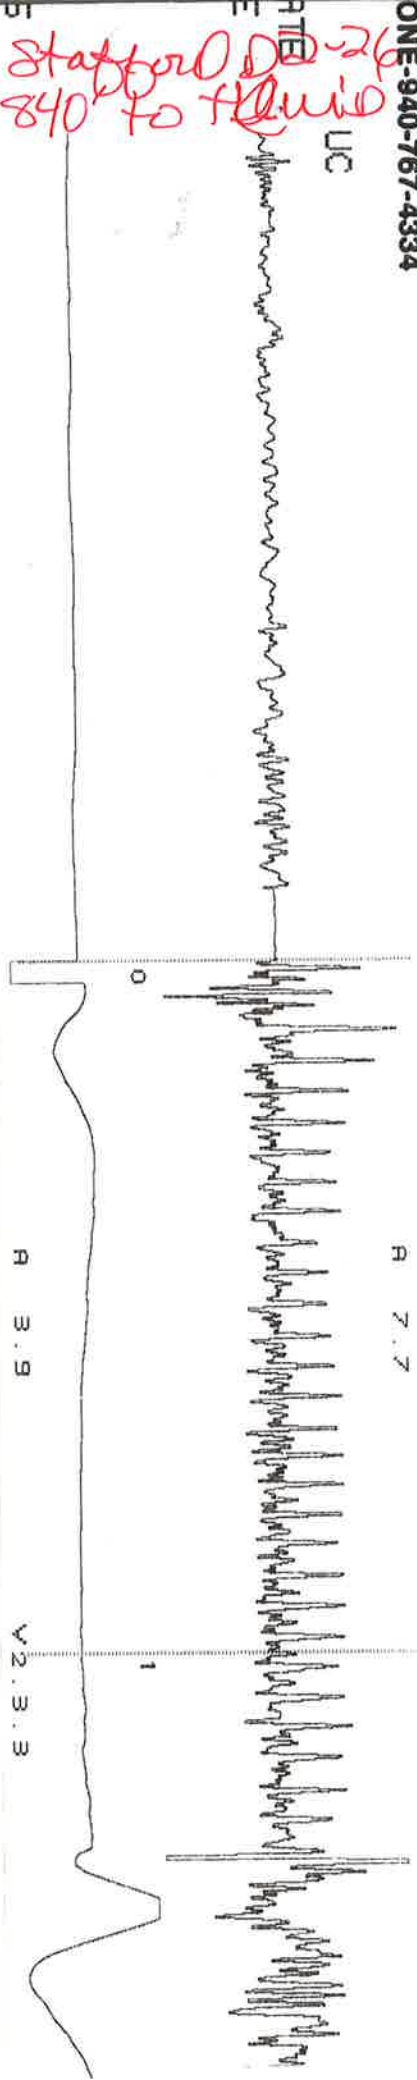 ONE-940-767-4334
UC
ATE
E
Stafford DD-26
840' to fluid
0
A 7.7
A 3.9
1
V2.3.3